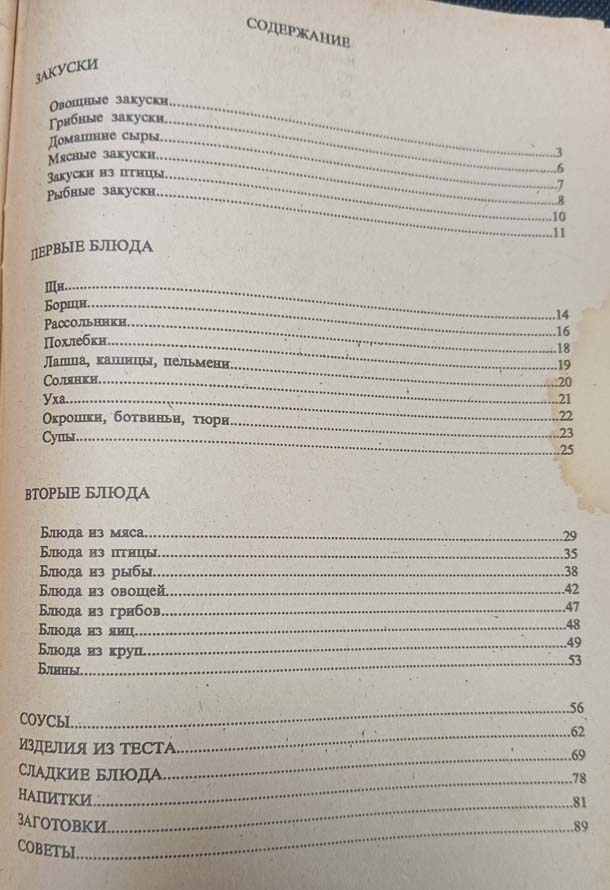 СОДЕРЖАНИЕ
ЗАКУСКИ
Овощные закуски......3
Грибные закуски......6
Домашние сыры......7
Мясные закуски......8
Закуски из птицы......10
Рыбные закуски......11
ПЕРВЫЕ БЛЮДА
Щи......14
Борщи......16
Рассольники......18
Похлебки......19
Лапша, кашицы, пельмени......20
Солянки......21
Уха......22
Окрошки, ботвиньи, тюри......23
Супы......25
ВТОРЫЕ БЛЮДА
Блюда из мяса......29
Блюда из птицы......35
Блюда из рыбы......38
Блюда из овощей......42
Блюда из грибов......47
Блюда из яиц......48
Блюда из круп......49
Блины......53
СОУСЫ......56
ИЗДЕЛИЯ ИЗ ТЕСТА......62
СЛАДКИЕ БЛЮДА......69
НАПИТКИ......78
ЗАГОТОВКИ......81
СОВЕТЫ......89